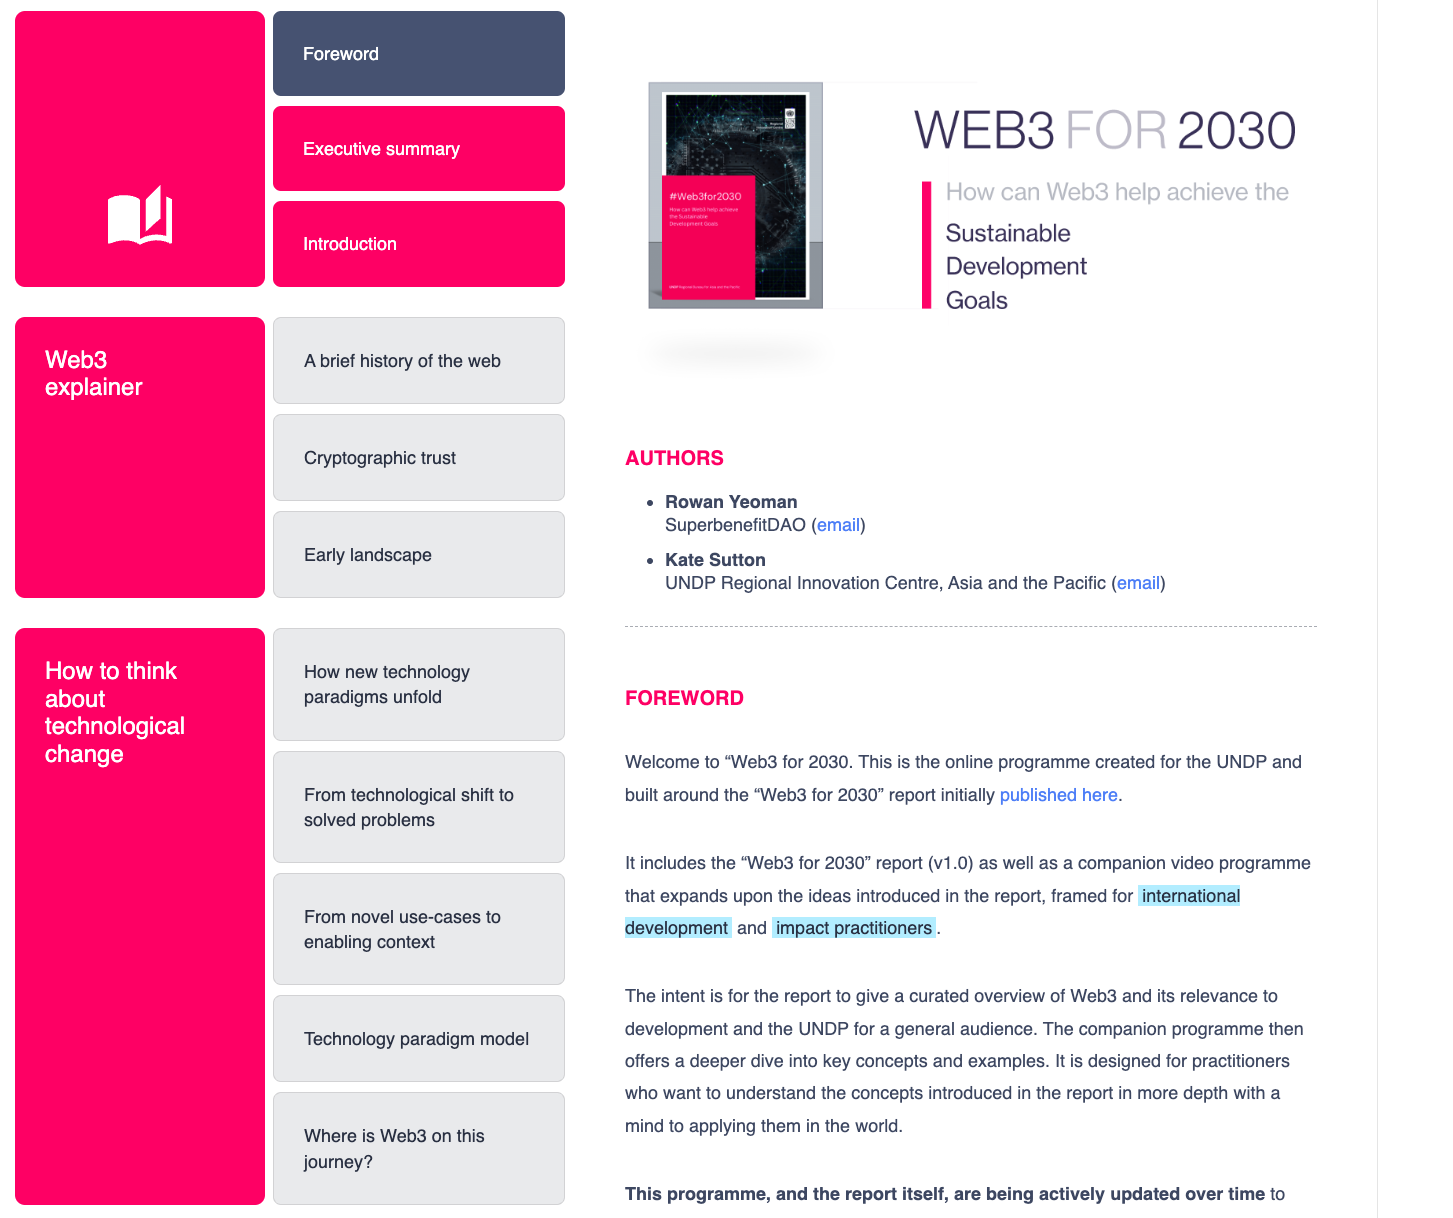 Foreword
Executive summary
Introduction
Web3
explainer
A brief history of the web
Cryptographic trust
Early landscape
How to think
about
technological
change
How new technology
paradigms unfold
From technological shift to
solved problems
From novel use-cases to
enabling context
Technology paradigm model
Where is Web3 on this
journey?
#Web3for2030
How can Web3 help achieve
the Sustainable
Development Goals
UNDP Regional Bureau for Asia and the Pacific
WEB3 FOR 2030
How can Web3 help achieve the
Sustainable
Development
Goals
AUTHORS
• Rowan Yeoman
SuperbenefitDAO (email)
• Kate Sutton
UNDP Regional Innovation Centre, Asia and the Pacific (email)
FOREWORD
Welcome to “Web3 for 2030. This is the online programme created for the UNDP and
built around the “Web3 for 2030” report initially published here.
It includes the “Web3 for 2030” report (v1.0) as well as a companion video programme
that expands upon the ideas introduced in the report, framed for international
development and impact practitioners.
The intent is for the report to give a curated overview of Web3 and its relevance to
development and the UNDP for a general audience. The companion programme then
offers a deeper dive into key concepts and examples. It is designed for practitioners
who want to understand the concepts introduced in the report in more depth with a
mind to applying them in the world.
This programme, and the report itself, are being actively updated over time to